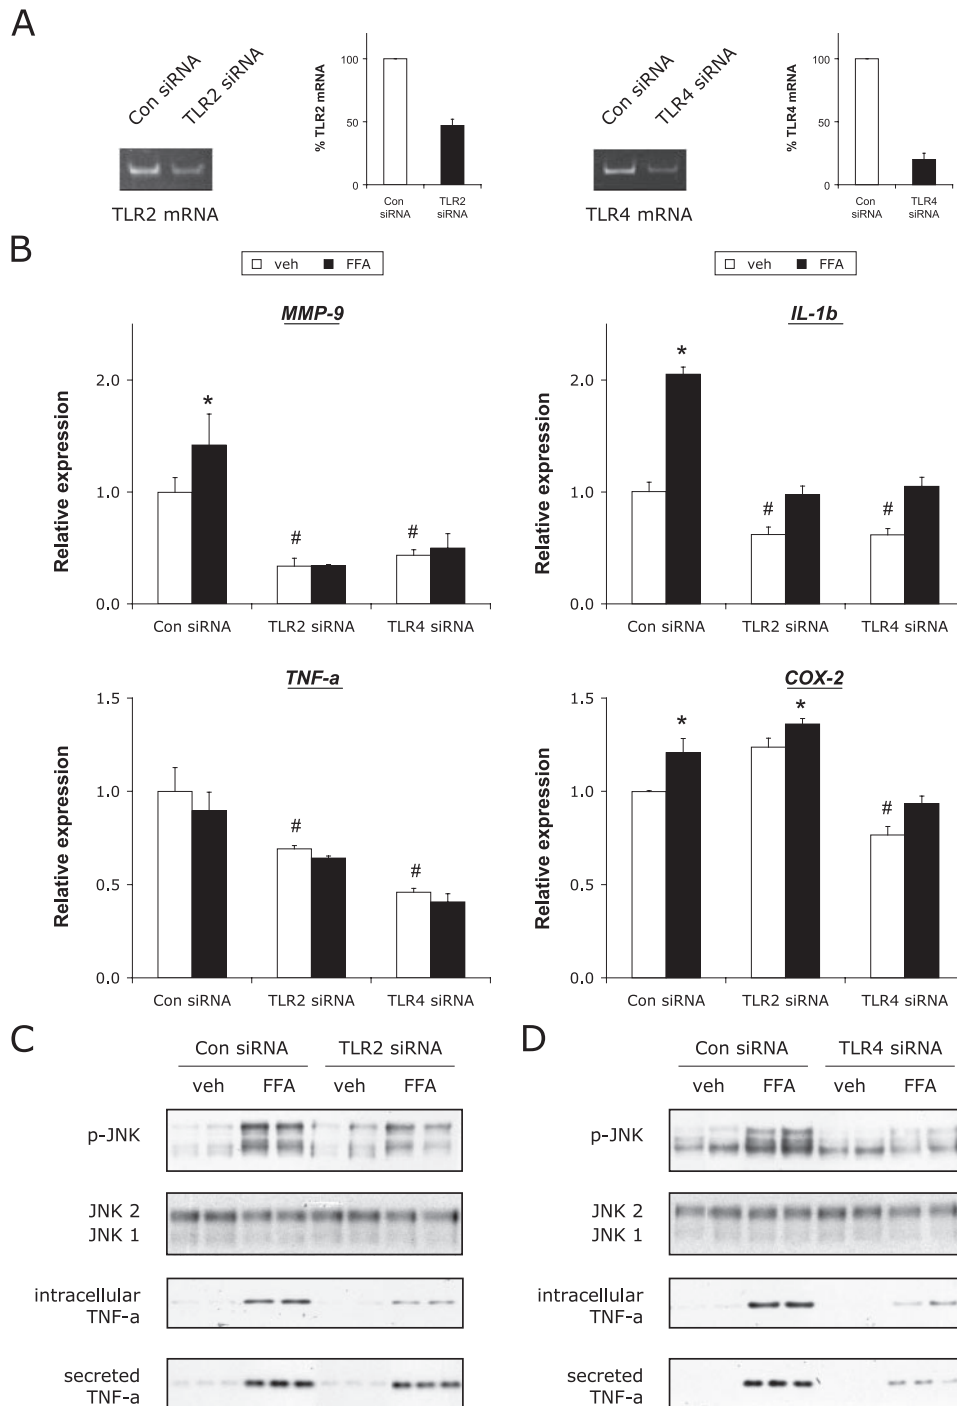 A
Con siRNA
TLR2 siRNA
TLR2 mRNA
% TLR2 mRNA
100
50
0
Con siRNA
TLR2 siRNA
Con siRNA
TLR4 siRNA
TLR4 mRNA
% TLR4 mRNA
100
50
0
Con siRNA
TLR4 siRNA
B
veh FFA
veh FFA
MMP-9
Relative expression
2.0
1.0
0.0
*
#
#
Con siRNA TLR2 siRNA TLR4 siRNA
IL-1b
Relative expression
2.0
1.0
0.0
*
#
#
Con siRNA TLR2 siRNA TLR4 siRNA
TNF-a
Relative expression
1.5
1.0
0.5
0.0
#
#
Con siRNA TLR2 siRNA TLR4 siRNA
COX-2
Relative expression
1.5
1.0
0.5
0.0
*
*
#
Con siRNA TLR2 siRNA TLR4 siRNA
C
Con siRNA TLR2 siRNA
veh FFA veh FFA
p-JNK
JNK 2
JNK 1
intracellular
TNF-a
secreted
TNF-a
D
Con siRNA TLR4 siRNA
veh FFA veh FFA
p-JNK
JNK 2
JNK 1
intracellular
TNF-a
secreted
TNF-a